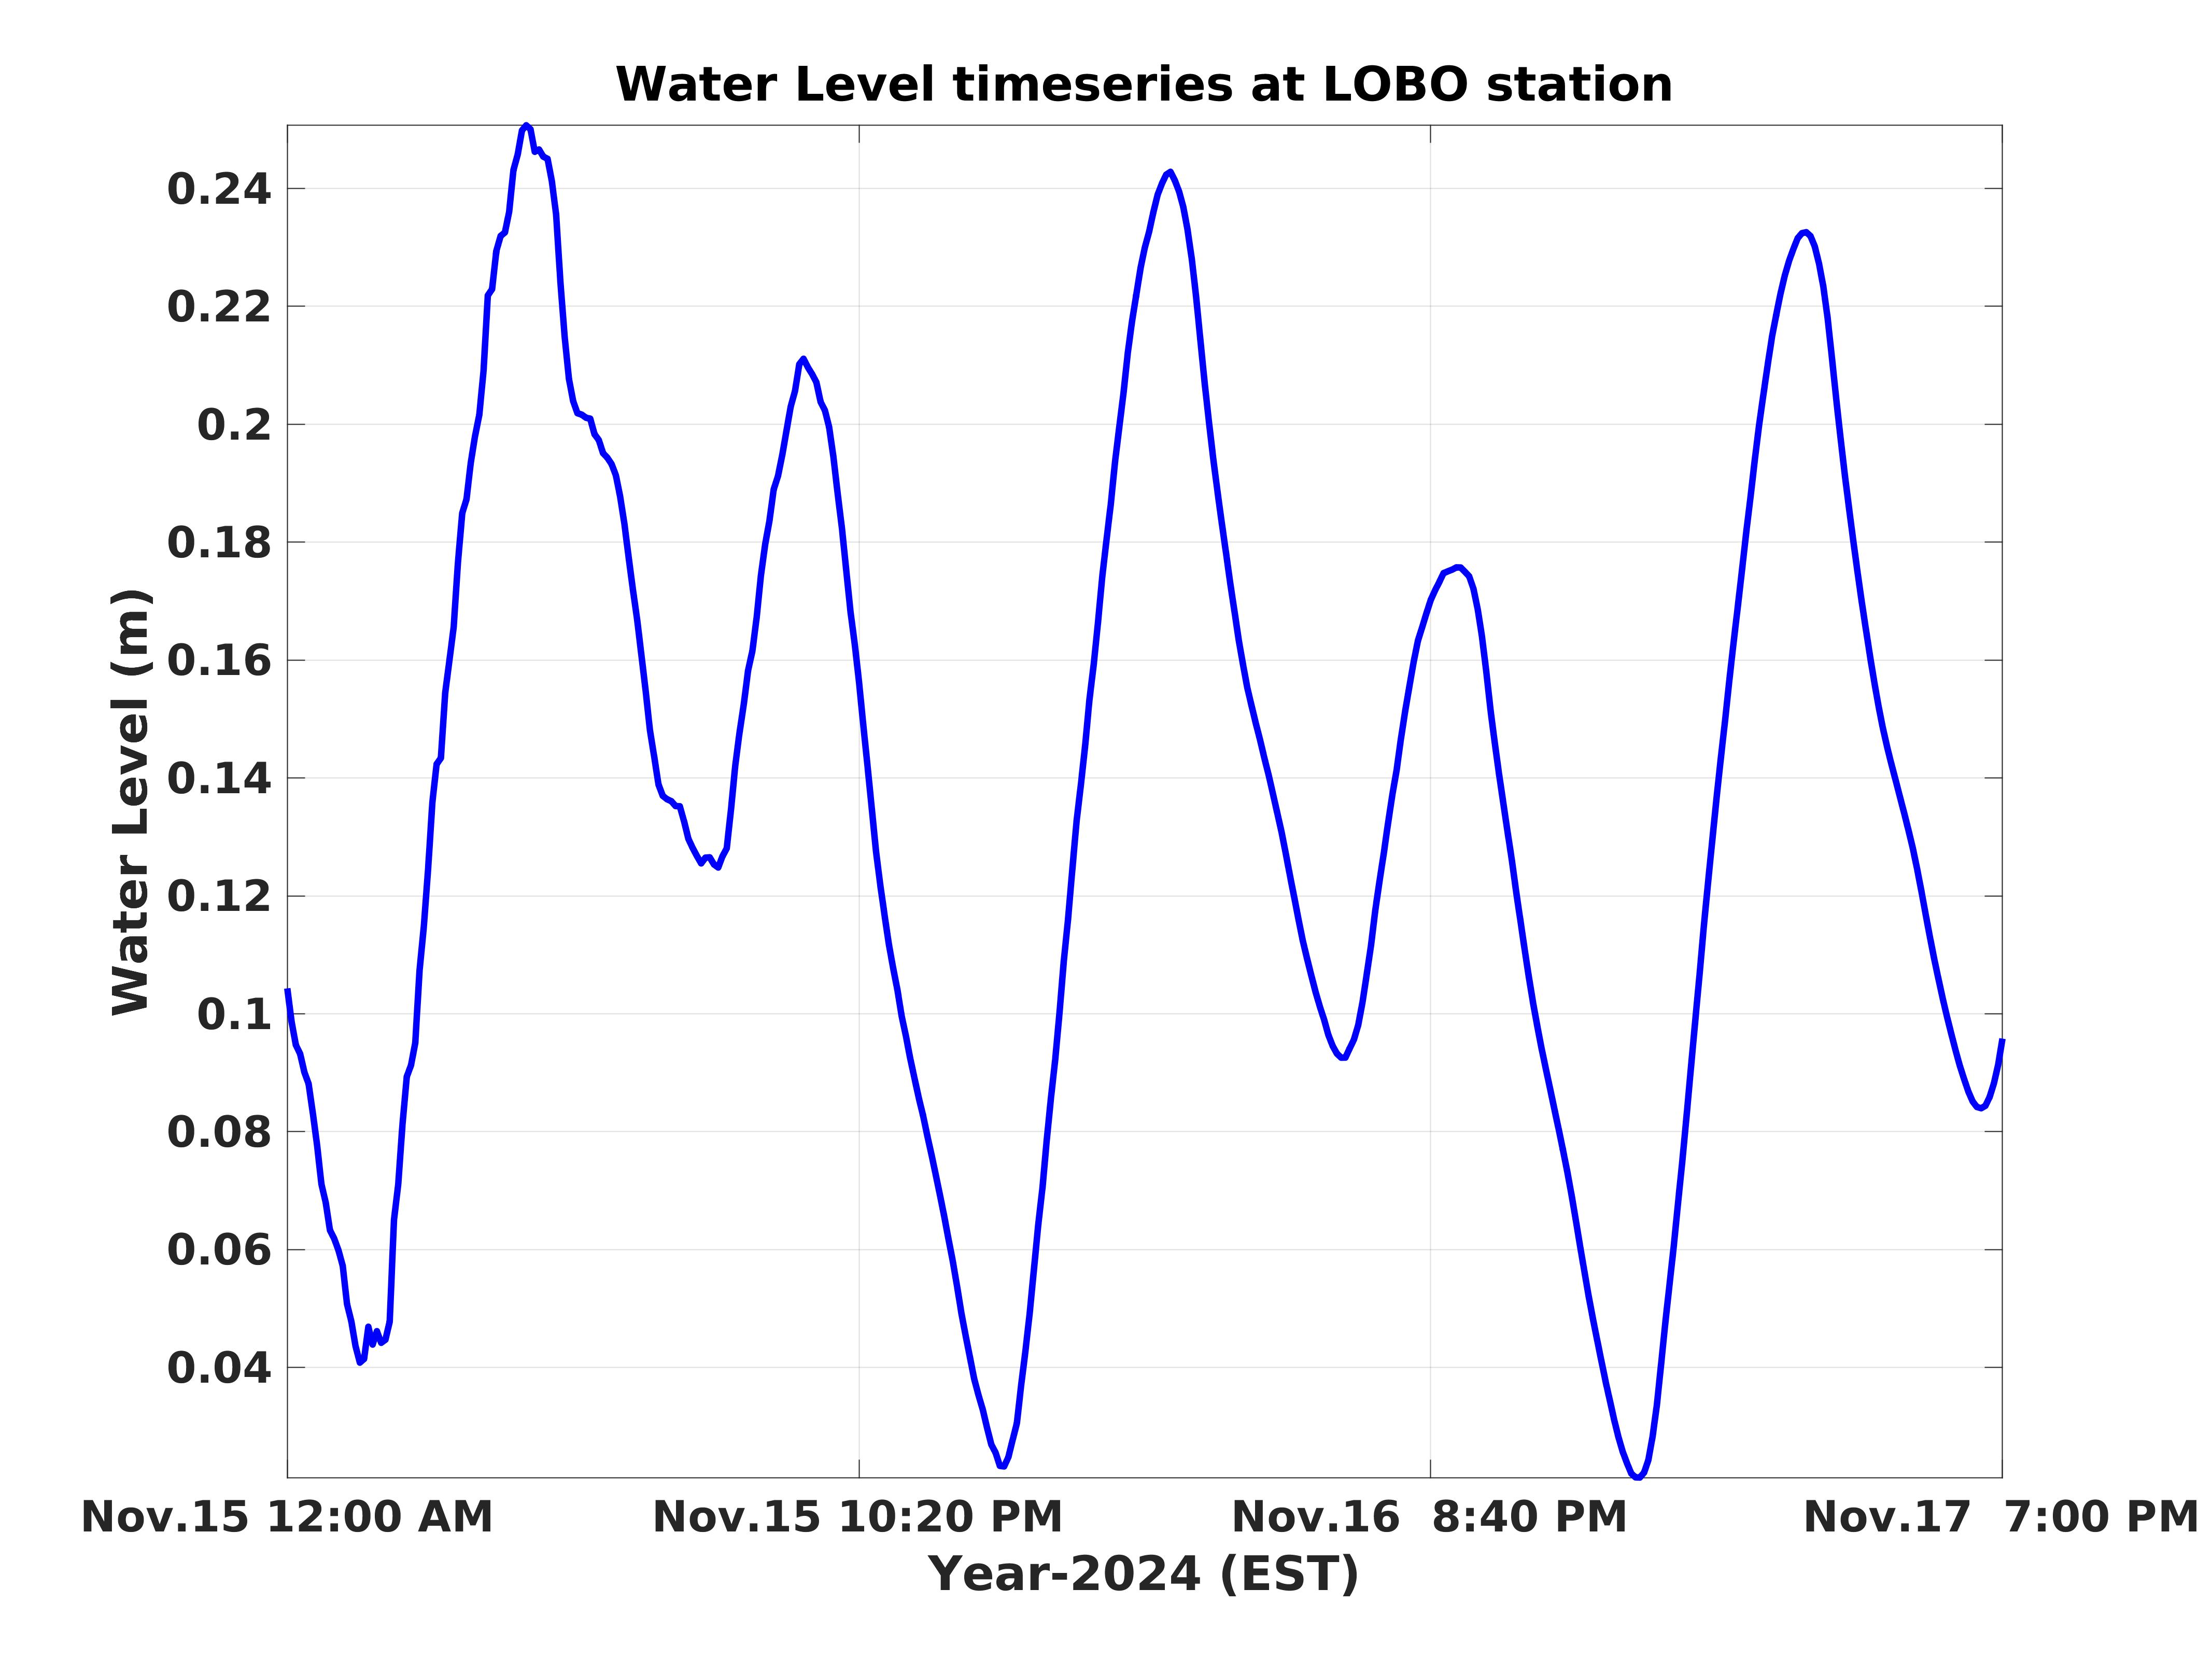 Water Level timeseries at LOBO station
0.24
0.22
0.2
0.18
0.16
0.14
0.12
0.1
0.08
0.06
0.04
Water Level (m)
Nov.15 12:00 AM
Nov.15 10:20 PM
Nov.16 8:40 PM
Nov.17 7:00 PM
Year-2024 (EST)